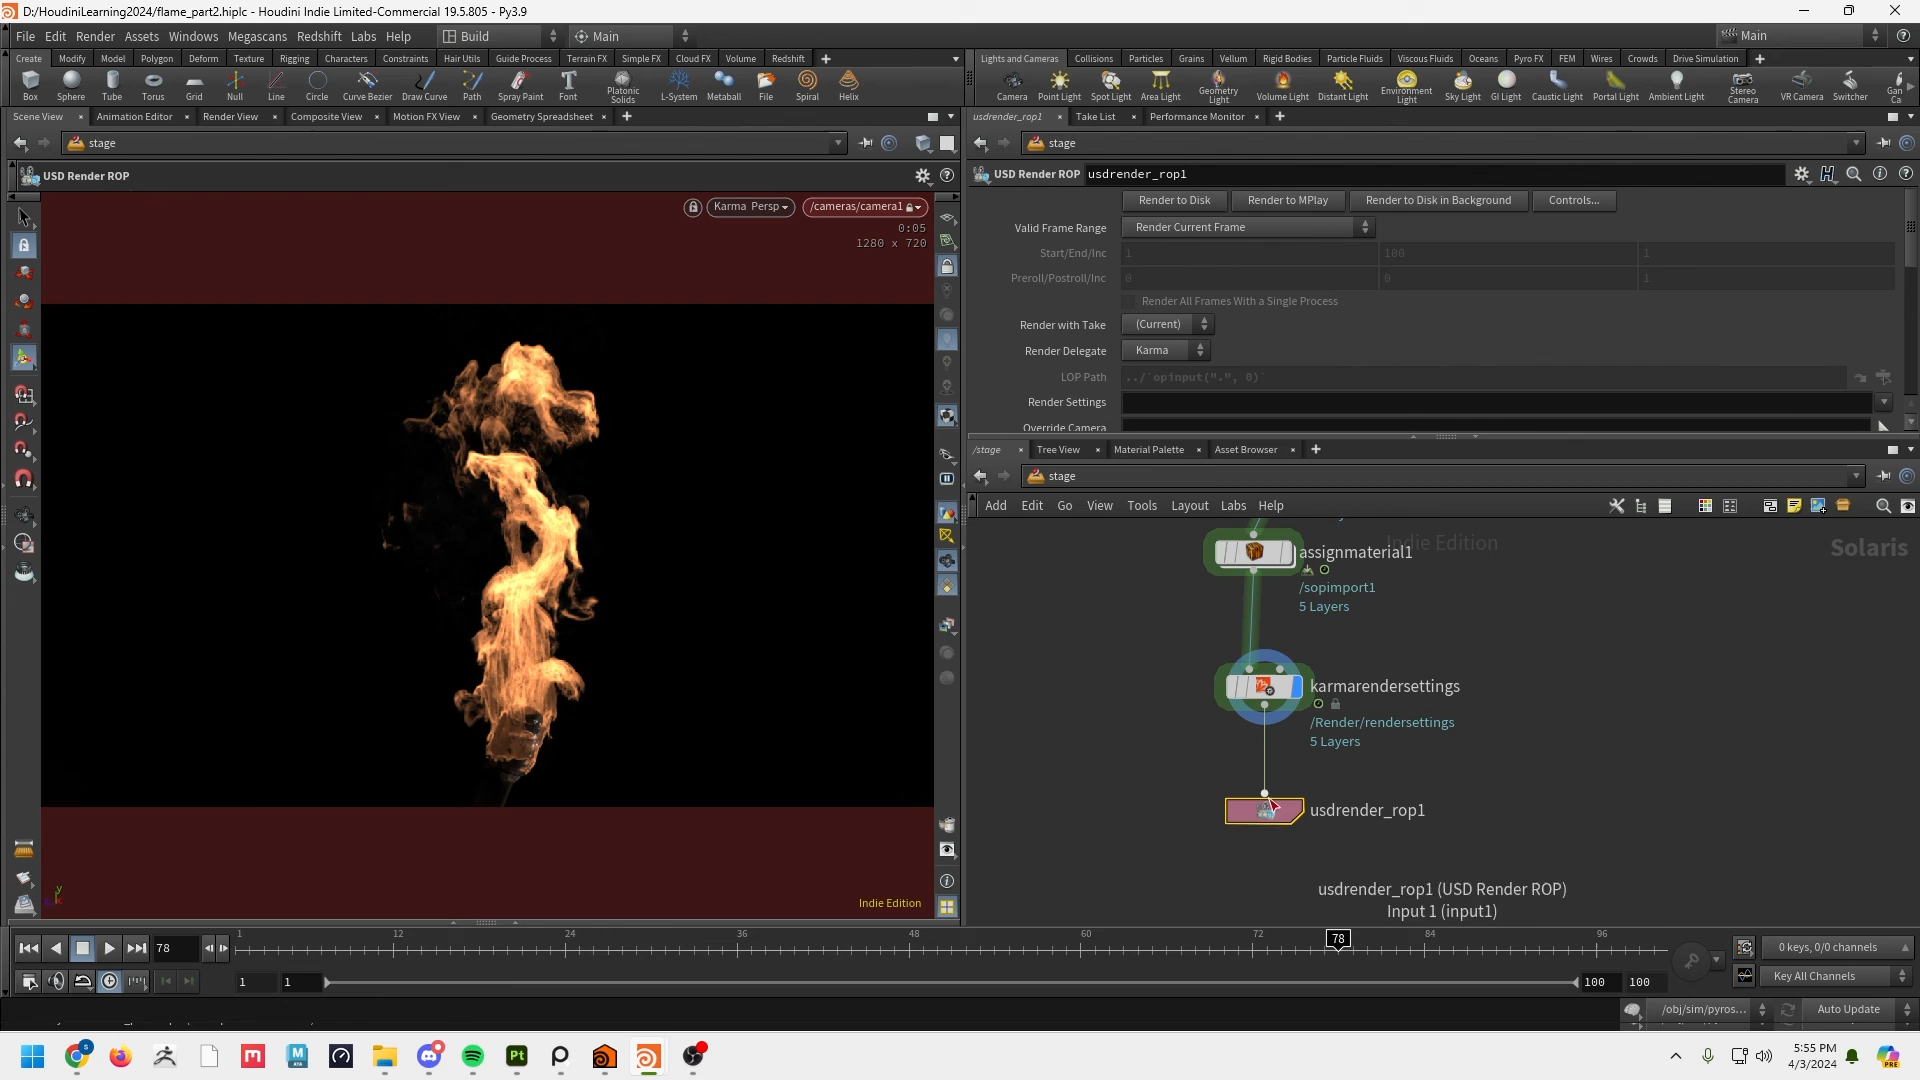 D:/HoudiniLearning2024/flame_part2.hiplc - Houdini Indie Limited-Commercial 19.5.805 - Py3.9
File Edit Render Assets Windows Megascans Redshift Labs Help Build Main Main
Create Modify Model Polygon Deform Texture Rigging Characters Constraints Hair Utils Guide Process Terrain FX Simple FX Cloud FX Volume Redshift
Lights and Cameras Collisions Particles Grains Vellum Rigid Bodies Particle Fluids Viscous Fluids Oceans Pyro FX FEM Wires Crowds Drive Simulation
Box Sphere Tube Torus Grid Null Line Circle Curve Bezier Draw Curve Path Spray Paint Font Platonic Solids L-System Metaball File Spiral Helix
Camera Point Light Spot Light Area Light Geometry Light Volume Light Distant Light Environment Light Sky Light GI Light Caustic Light Portal Light Ambient Light Stereo Camera VR Camera Switcher Gan Ca
Scene View Animation Editor Render View Composite View Motion FX View Geometry Spreadsheet
usdrender_rop1 Take List Performance Monitor
stage
stage
USD Render ROP
USD Render ROP usdrender_rop1
Karma Persp /cameras/camera1
0:05
1280 x 720
Indie Edition
Render to Disk Render to MPlay Render to Disk in Background Controls...
Valid Frame Range Render Current Frame
Start/End/Inc 1 100 1
Preroll/Postroll/Inc 0 0 1
Render All Frames With a Single Process
Render with Take (Current)
Render Delegate Karma
LOP Path ../`opinput(".", 0)`
Render Settings
Override Camera
/stage Tree View Material Palette Asset Browser
stage
Add Edit Go View Tools Layout Labs Help
Indie Edition
Solaris
assignmaterial1
/sopimport1
5 Layers
karmarendersettings
/Render/rendersettings
5 Layers
usdrender_rop1
usdrender_rop1 (USD Render ROP)
Input 1 (input1)
78 1 12 24 36 48 60 72 78 84 96
0 keys, 0/0 channels
1 1 100 100
Key All Channels
/obj/sim/pyros... Auto Update
5:55 PM
4/3/2024